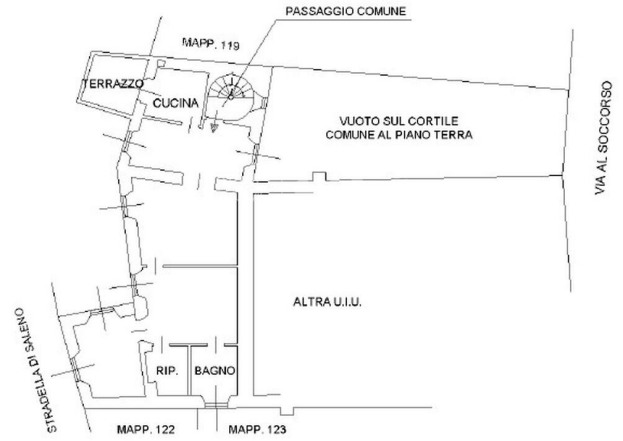 PASSAGGIO COMUNE
MAPP. 119
TERRAZZO
CUCINA
VUOTO SUL CORTILE
COMUNE AL PIANO TERRA
VIA AL SOCCORSO
ALTRA U.I.U.
STRADELLA DI SALENO
RIP.
BAGNO
MAPP. 122
MAPP. 123